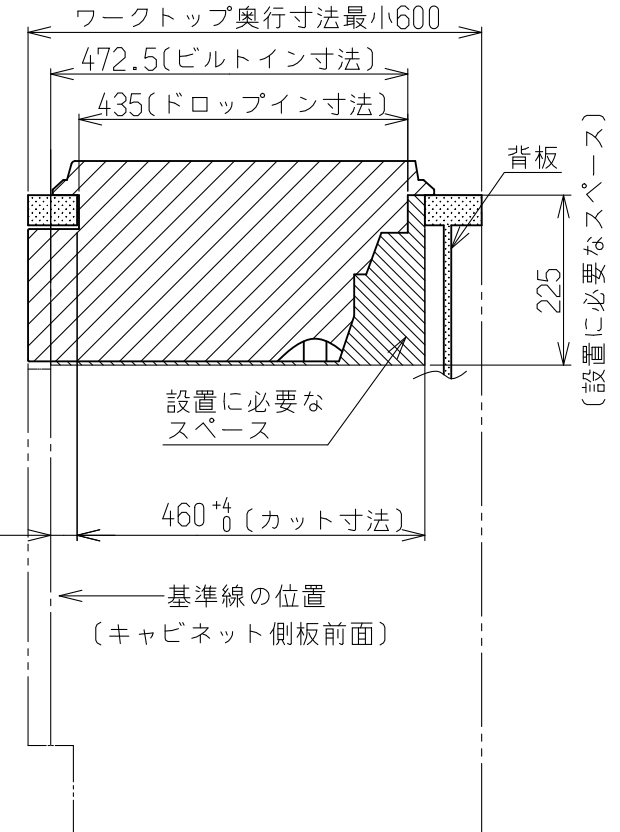 ワークトップ奥行寸法最小600
472.5(ビルトイン寸法)
435(ドロップイン寸法)
背板
225
(設置に必要なスペース)
設置に必要な
スペース
460 +4 0 (カット寸法)
基準線の位置
(キャビネット側板前面)